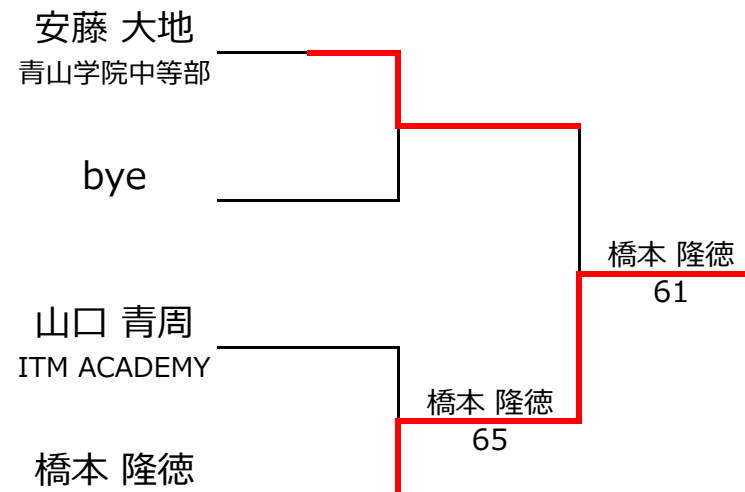 安藤 大地
青山学院中等部
bye
橋本 隆徳
61
山口 青周
ITM ACADEMY
橋本 隆徳
65
橋本 隆徳